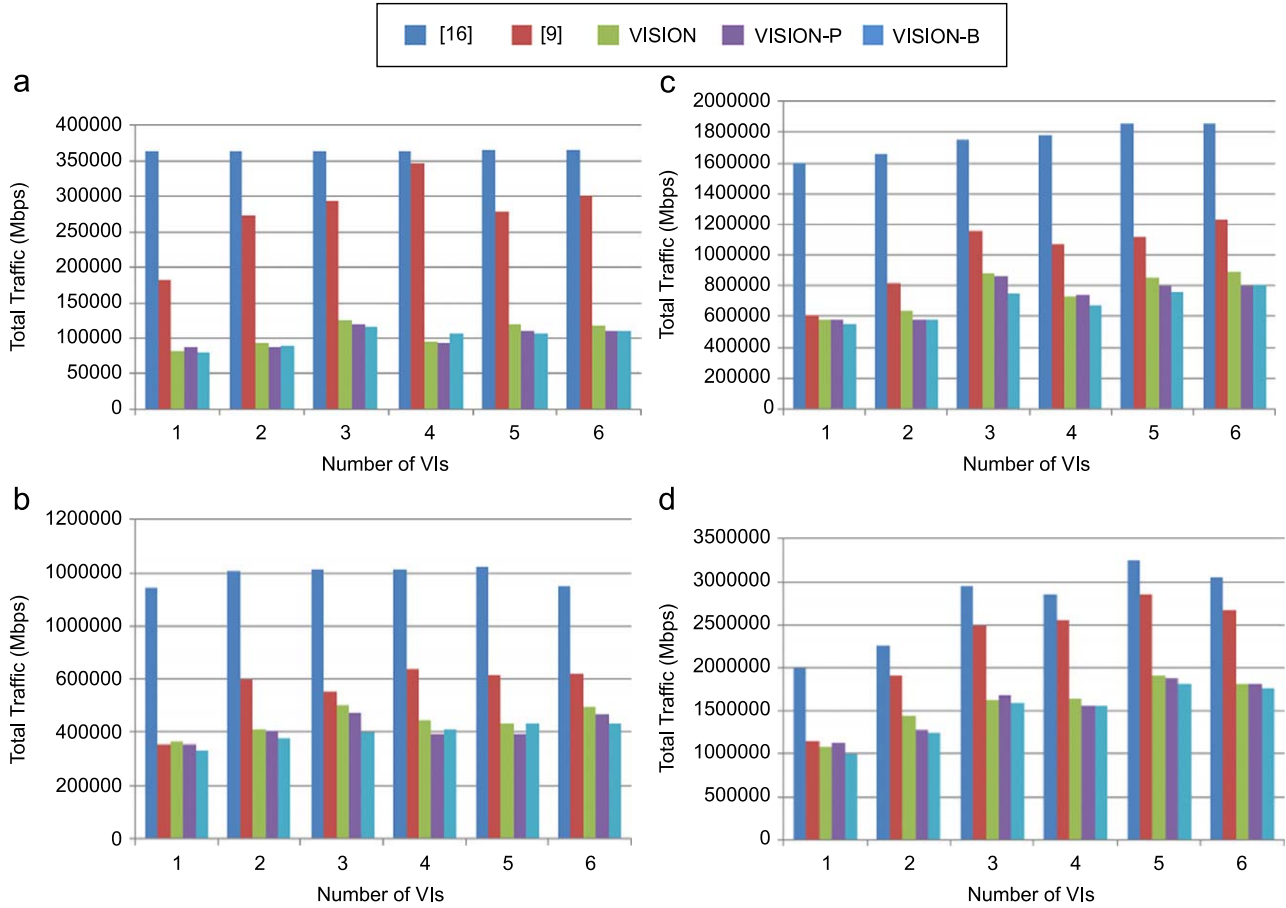 [16] [9] VISION VISION-P VISION-B
a
400000
350000
300000
250000
200000
150000
100000
50000
0
Total Traffic (Mbps)
1 2 3 4 5 6
Number of VIs
c
2000000
1800000
1600000
1400000
1200000
1000000
800000
600000
400000
200000
0
Total Traffic (Mbps)
1 2 3 4 5 6
Number of VIs
b
1200000
1000000
1000000
600000
400000
200000
0
Total Traffic (Mbps)
1 2 3 4 5 6
Number of VIs
d
3500000
3000000
2500000
2000000
1500000
1000000
500000
0
Total Traffic (Mbps)
1 2 3 4 5 6
Number of VIs